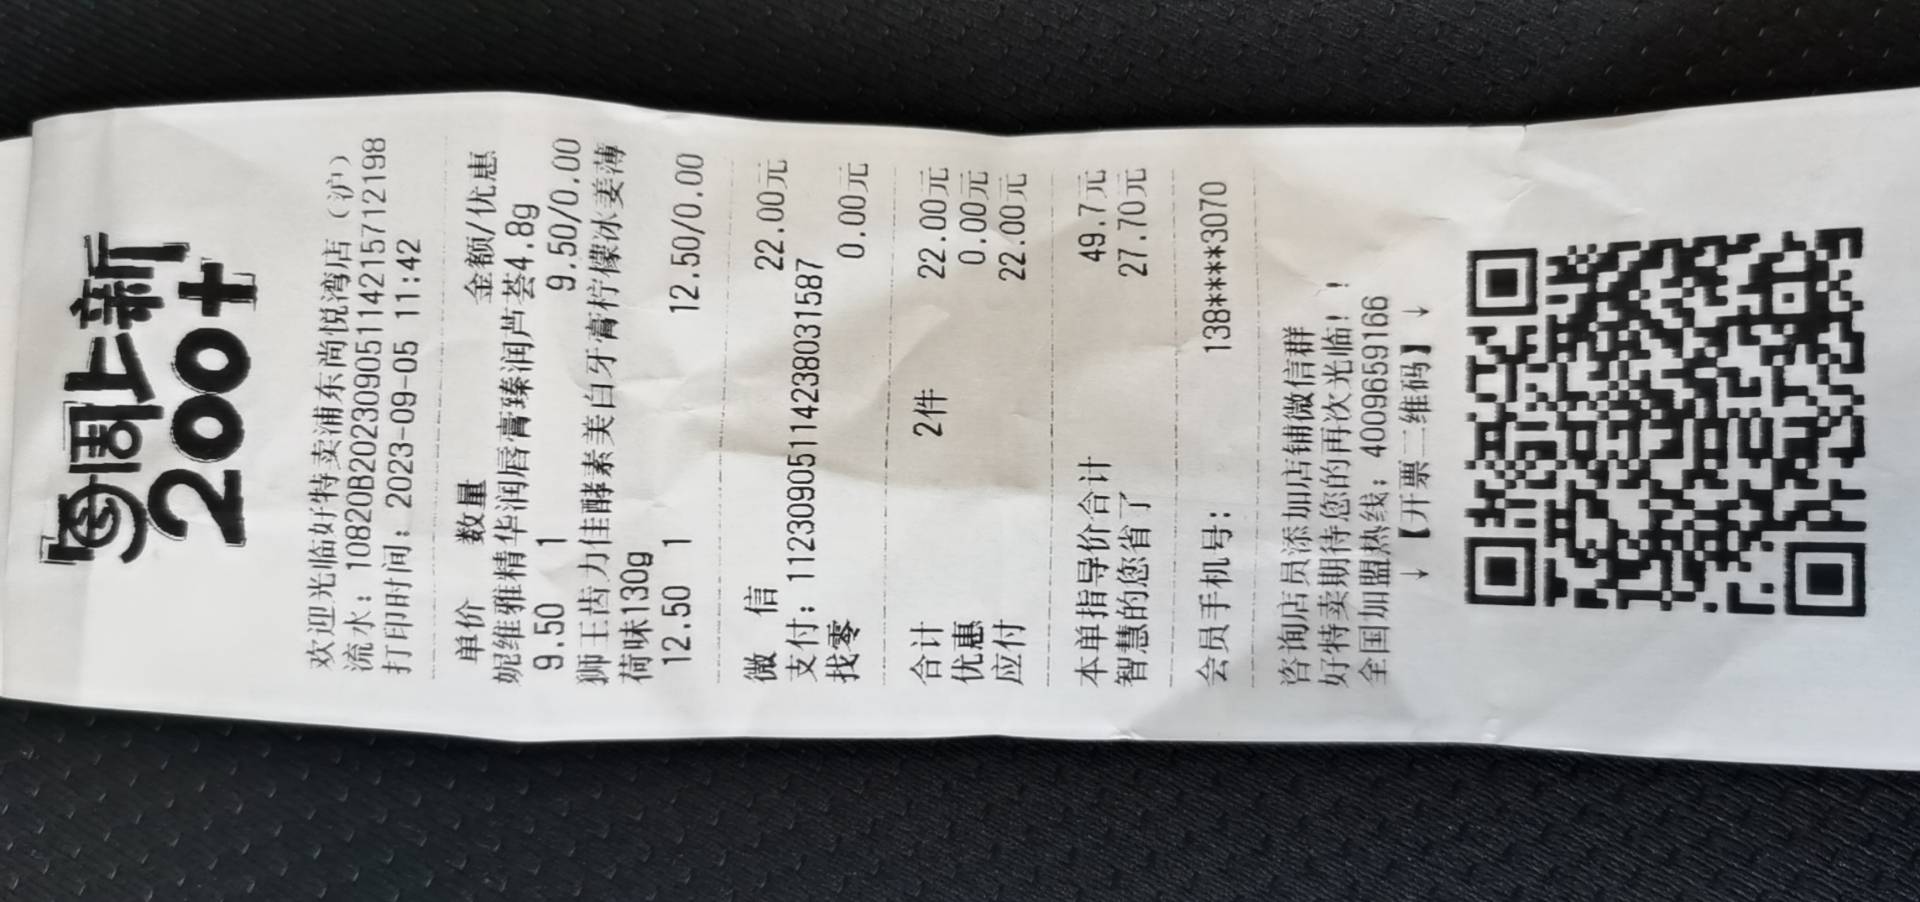 每周上新
200+
欢迎光临好特卖浦东尚悦湾店（沪）
流水：10820B202309051142157​12198
打印时间：2023-09-05 11:42
单价 数量 金额/优惠
妮维雅精华润唇膏臻润芦荟4.8g
9.50 1 9.50/0.00
狮王齿力佳酵素美白牙膏柠檬冰姜薄
荷味130g
12.50 1 12.50/0.00
微 信 22.00元
支付：112309051142380​31587
找零 0.00元
合计 2件 22.00元
优惠 0.00元
应付 22.00元
本单指导价合计 49.7元
智慧的您省了 27.70元
会员手机号： 138****3070
咨询店员添加店铺微信群
好特卖期待您的再次光临！！
全国加盟热线；4009659166
↓【开票二维码】↓